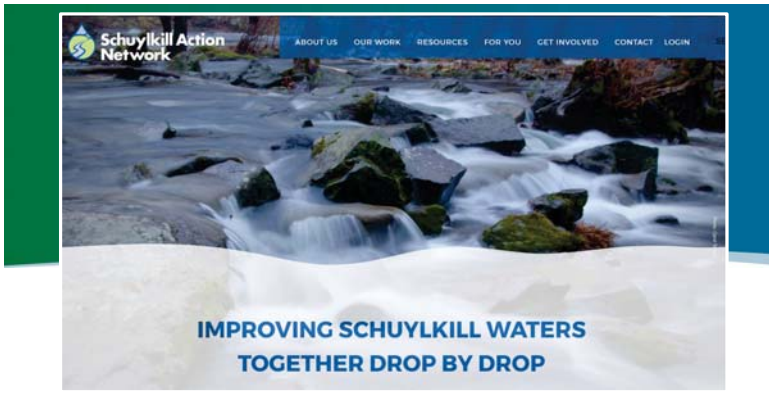 Schuylkill Action
Network
ABOUT US OUR WORK RESOURCES FOR YOU GET INVOLVED CONTACT LOGIN
IMPROVING SCHUYLKILL WATERS
TOGETHER DROP BY DROP